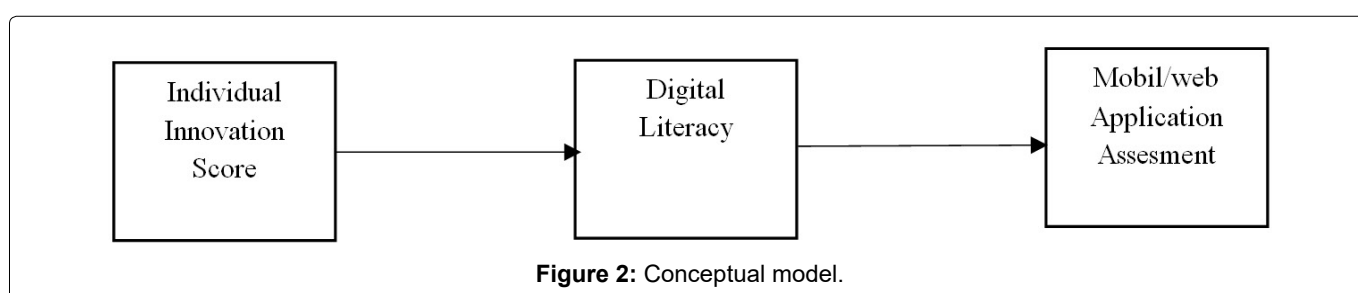 Individual
Innovation
Score
Digital
Literacy
Mobil/web
Application
Assesment
Figure 2: Conceptual model.